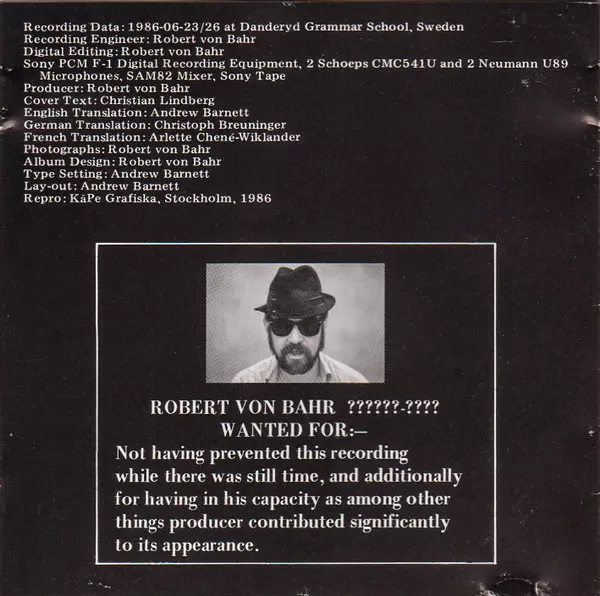 Recording Data: 1986-06-23/26 at Danderyd Grammar School, Sweden
Recording Engineer: Robert von Bahr
Digital Editing: Robert von Bahr
Sony PCM F-1 Digital Recording Equipment, 2 Schoeps CMC541U and 2 Neumann U89
Microphones, SAM82 Mixer, Sony Tape
Producer: Robert von Bahr
Cover Text: Christian Lindberg
English Translation: Andrew Barnett
German Translation: Christoph Breuninger
French Translation: Arlette Chené-Wiklander
Photographs: Robert von Bahr
Album Design: Robert von Bahr
Type Setting: Andrew Barnett
Lay-out: Andrew Barnett
Repro: KåPe Grafiska, Stockholm, 1986
ROBERT VON BAHR ??????-????
WANTED FOR:—
Not having prevented this recording
while there was still time, and additionally
for having in his capacity as among other
things producer contributed significantly
to its appearance.